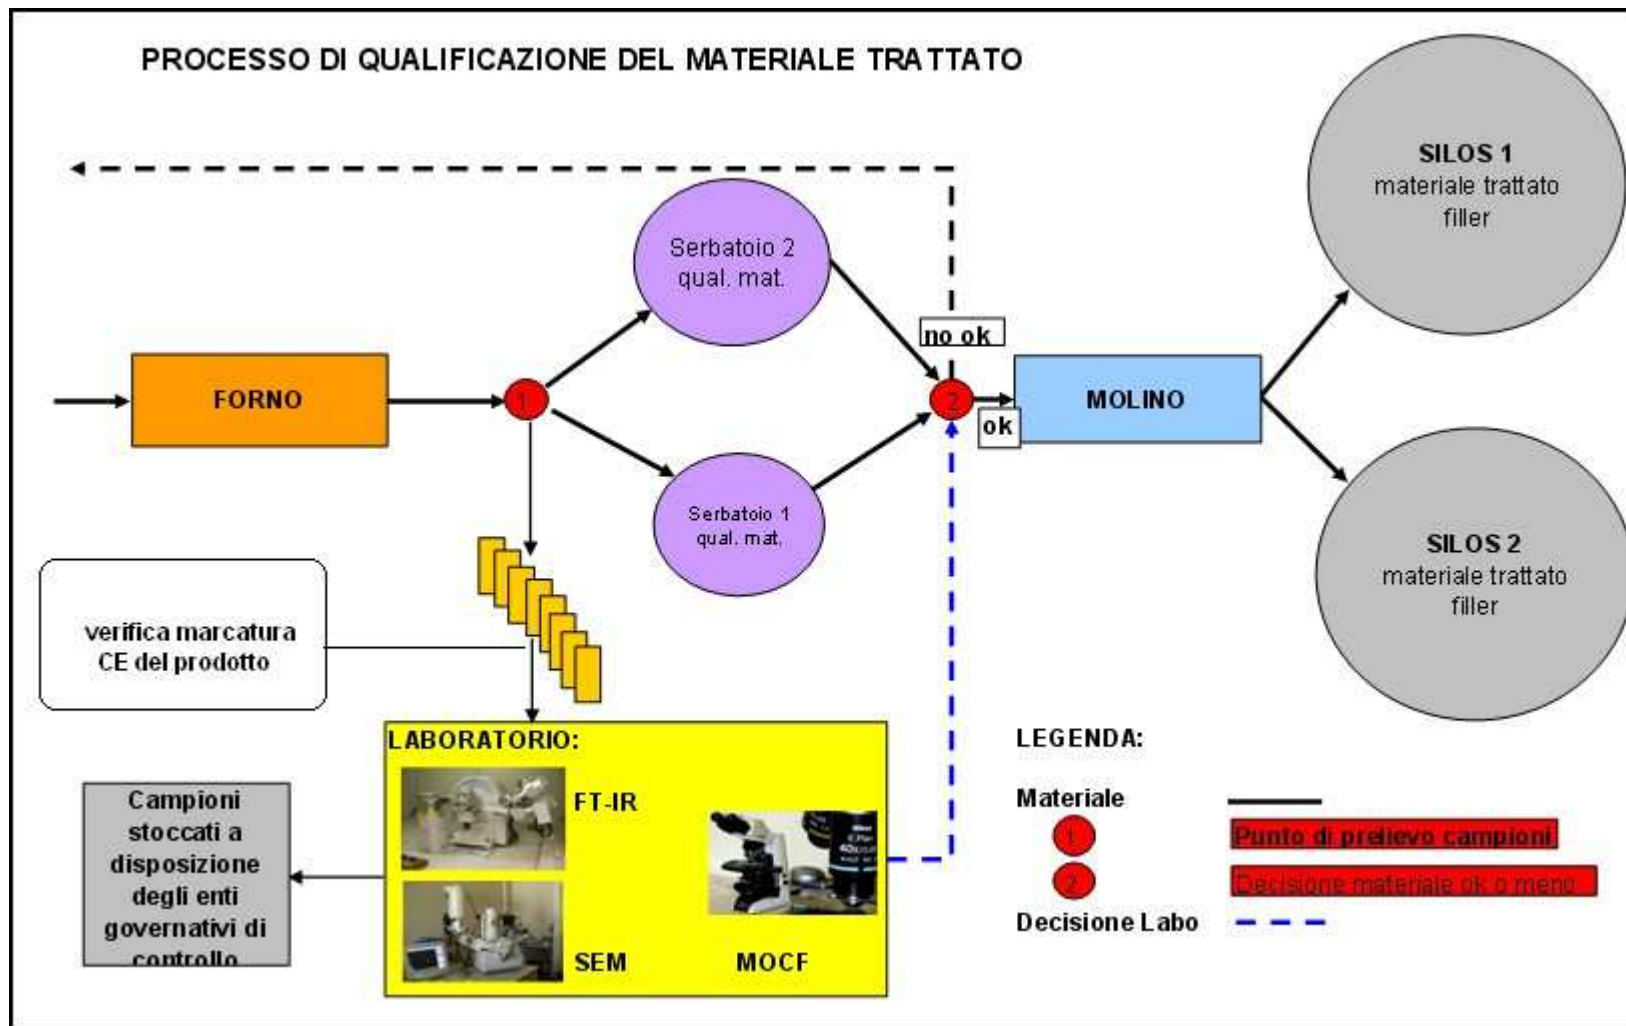 PROCESSO DI QUALIFICAZIONE DEL MATERIALE TRATTATO
SILOS 1
materiale trattato
filler
Serbatoio 2
qual. mat.
no ok
FORNO
1
2
ok
MOLINO
Serbatoio 1
qual. mat.
SILOS 2
materiale trattato
filler
verifica marcatura
CE del prodotto
LABORATORIO:
FT-IR
SEM
MOCF
Campioni
stoccati a
disposizione
degli enti
governativi di
controllo
LEGENDA:
Materiale
1
Punto di prelievo campioni
2
Decisione materiale ok o meno
Decisione Labo